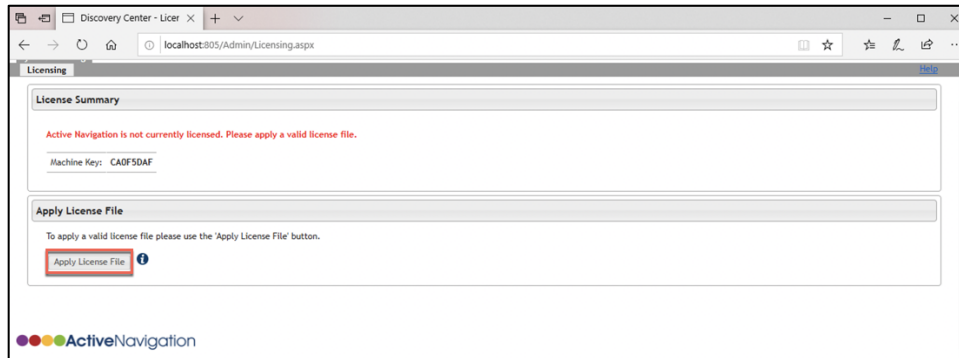 Discovery Center - Licer
localhost:805/Admin/Licensing.aspx
Licensing
Help
License Summary
Active Navigation is not currently licensed. Please apply a valid license file.
Machine Key: CA0F5DAF
Apply License File
To apply a valid license file please use the 'Apply License File' button.
Apply License File
ActiveNavigation